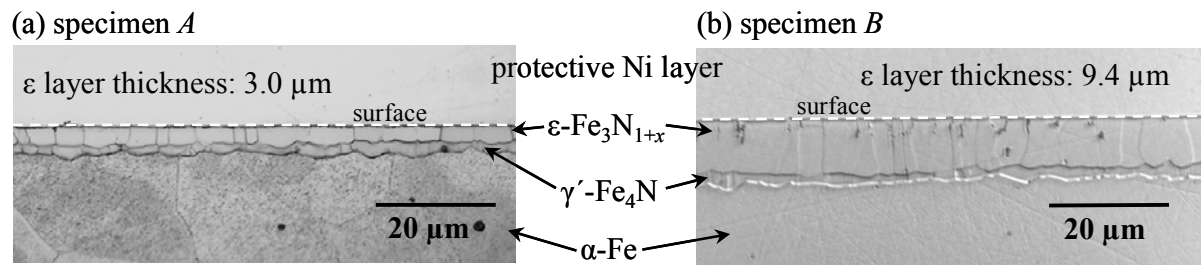 (a) specimen A
(b) specimen B
ε layer thickness: 3.0 μm
protective Ni layer
ε layer thickness: 9.4 μm
surface
surface
ε-Fe₃N₁₊ₓ
γ′-Fe₄N
20 μm
20 μm
α-Fe